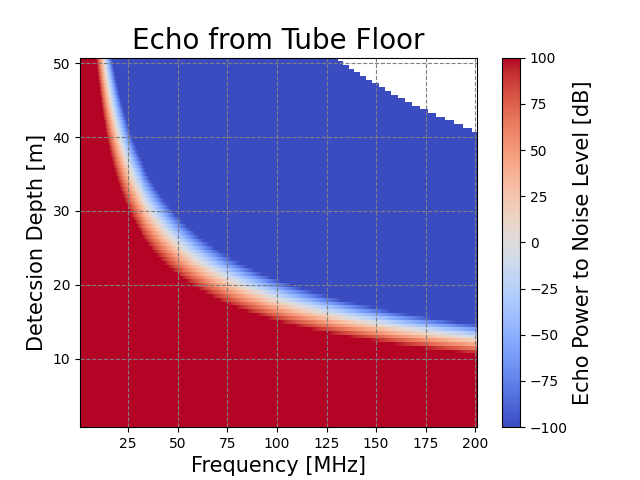 Echo from Tube Floor
Detecsion Depth [m]
50
40
30
20
10
25 50 75 100 125 150 175 200
Frequency [MHz]
100
75
50
25
0
−25
−50
−75
−100
Echo Power to Noise Level [dB]